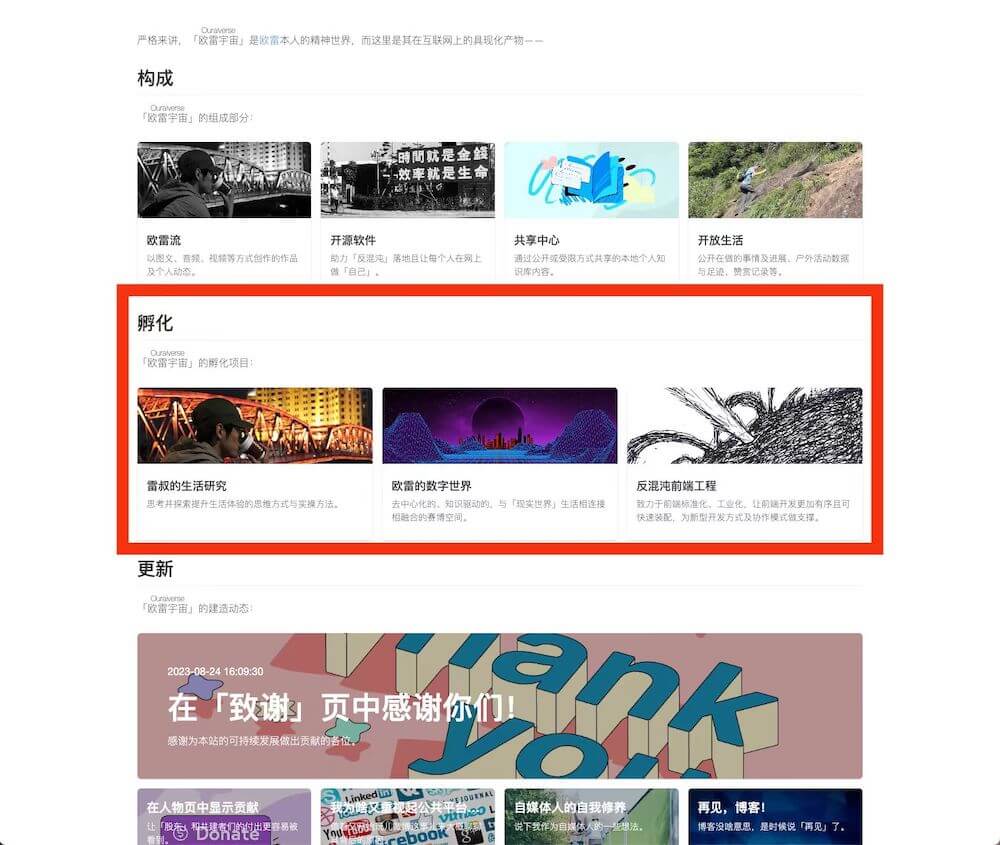 Ouraiverse
严格来讲，「欧雷宇宙」是欧雷本人的精神世界，而这里是其在互联网上的具现化产物——
构成
Ouraiverse
「欧雷宇宙」的组成部分：
時間就是金錢
效率就是生命
欧雷流
以图文、音频、视频等方式创作的作品
及个人动态。
开源软件
助力「反混沌」落地且让每个人在网上
做「自己」。
共享中心
通过公开或受限方式共享的本地个人知
识库内容。
开放生活
公开在做的事情及进展、户外活动数据
与足迹、赞赏记录等。
孵化
Ouraiverse
「欧雷宇宙」的孵化项目：
雷叔的生活研究
思考并探索提升生活体验的思维方式与实操方法。
欧雷的数字世界
去中心化的、知识驱动的、与「现实世界」生活相连接
相融合的赛博空间。
反混沌前端工程
致力于前端标准化、工业化，让前端开发更加有序且可
快速装配，为新型开发方式及协作模式做支撑。
更新
Ouraiverse
「欧雷宇宙」的建造动态：
Thank
you
2023-08-24 16:09:30
在「致谢」页中感谢你们！
感谢为本站的可持续发展做出贡献的各位。
在人物页中显示贡献
让「股东」和共建者们的付出更容易被
看到。
Donate
我为啥又重视起公共平台...
LinkedIn
facebook
自媒体人的自我修养
说下我作为自媒体人的一些想法。
再见，博客！
博客没啥意思，是时候说「再见」了。